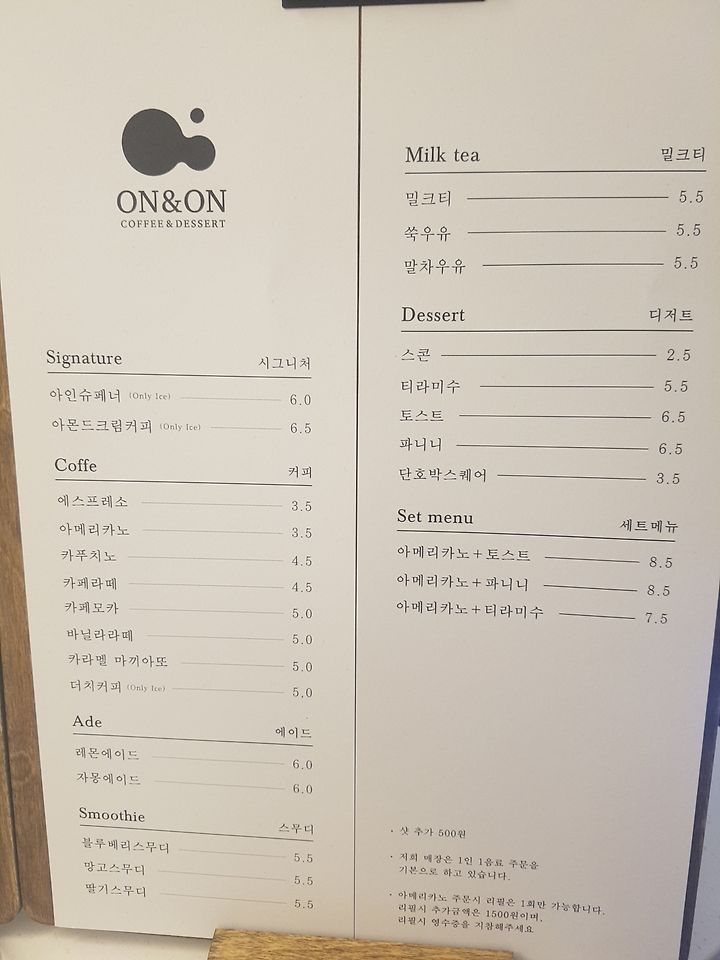 ON&ON
COFFEE & DESSERT
Signature 시그니처
아인슈페너 (Only Ice) 6.0
아몬드크림커피 (Only Ice) 6.5
Coffe 커피
에스프레소 3.5
아메리카노 3.5
카푸치노 4.5
카페라떼 4.5
카페모카 5.0
바닐라라떼 5.0
카라멜 마끼아또 5.0
더치커피 (Only Ice) 5.0
Ade 에이드
레몬에이드 6.0
자몽에이드 6.0
Smoothie 스무디
블루베리스무디 5.5
망고스무디 5.5
딸기스무디 5.5
Milk tea 밀크티
밀크티 5.5
쑥우유 5.5
말차우유 5.5
Dessert 디저트
스콘 2.5
티라미수 5.5
토스트 6.5
파니니 6.5
단호박스퀘어 3.5
Set menu 세트메뉴
아메리카노+토스트 8.5
아메리카노+파니니 8.5
아메리카노+티라미수 7.5
· 샷 추가 500원
· 저희 매장은 1인 1음료 주문을
기본으로 하고 있습니다.
· 아메리카노 주문시 리필은 1회만 가능합니다.
리필시 추가금액은 1500원이며,
리필시 영수증을 지참해주세요